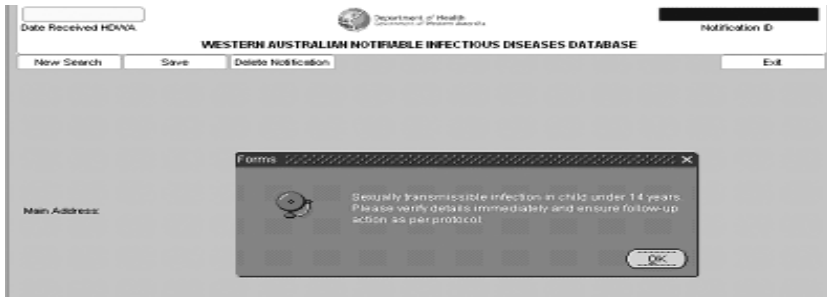 Department of Health
Government of Western Australia
Date Received HDWA
Notification ID
WESTERN AUSTRALIAN NOTIFIABLE INFECTIOUS DISEASES DATABASE
New Search Save Delete Notification Exit
Forms
Sexually transmissible infection in child under 14 years.
Please verify details immediately and ensure follow-up
action as per protocol
Main Address:
OK